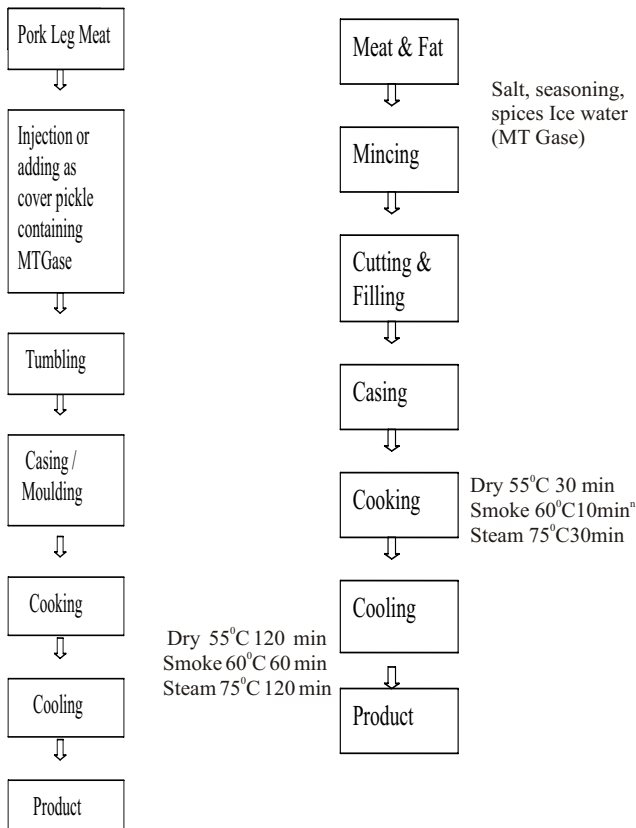 Pork Leg Meat
Injection or
adding as
cover pickle
containing
MTGase
Tumbling
Casing /
Moulding
Cooking
Dry 55⁰C 120 min
Smoke 60⁰C 60 min
Steam 75⁰C 120 min
Cooling
Product
Meat & Fat
Salt, seasoning,
spices Ice water
(MT Gase)
Mincing
Cutting &
Filling
Casing
Cooking
Dry 55⁰C 30 min
Smoke 60⁰C10minⁿ
Steam 75⁰C30min
Cooling
Product